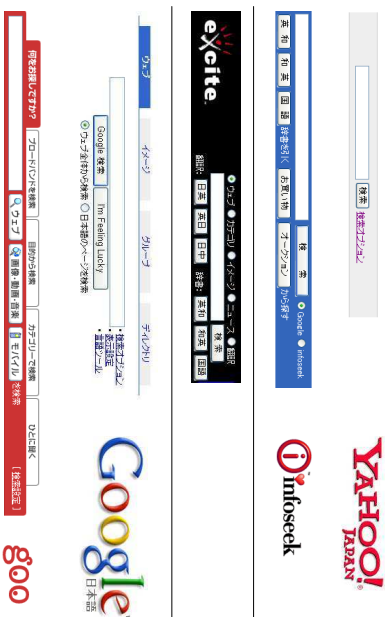 検索 検索オプション
YAHOO!
JAPAN
検 索 Google infoseek
英 和 和 英 国 語 辞書を引く お買い物 オークション から探す
infoseek
excite.
ウェブ カテゴリ イメージ ニュース 翻訳
検 索
翻訳: 日英 英日 日中 辞書: 英和 和英 国語
ウェブ イメージ グループ ディレクトリ
・検索オプション
・表示設定
・言語ツール
Google 検索 I'm Feeling Lucky
ウェブ全体から検索 日本語のページを検索
Google
日本語
何をお探しですか? ブロードバンドを検索 目的から検索 カテゴリーで検索 ひとに聞く
ウェブ 画像・動画・音楽 モバイル を検索 [ 検索設定 ]
goo